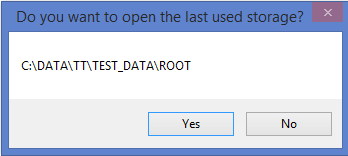 Do you want to open the last used storage?
C:\DATA\TT\TEST_DATA\ROOT
Yes No